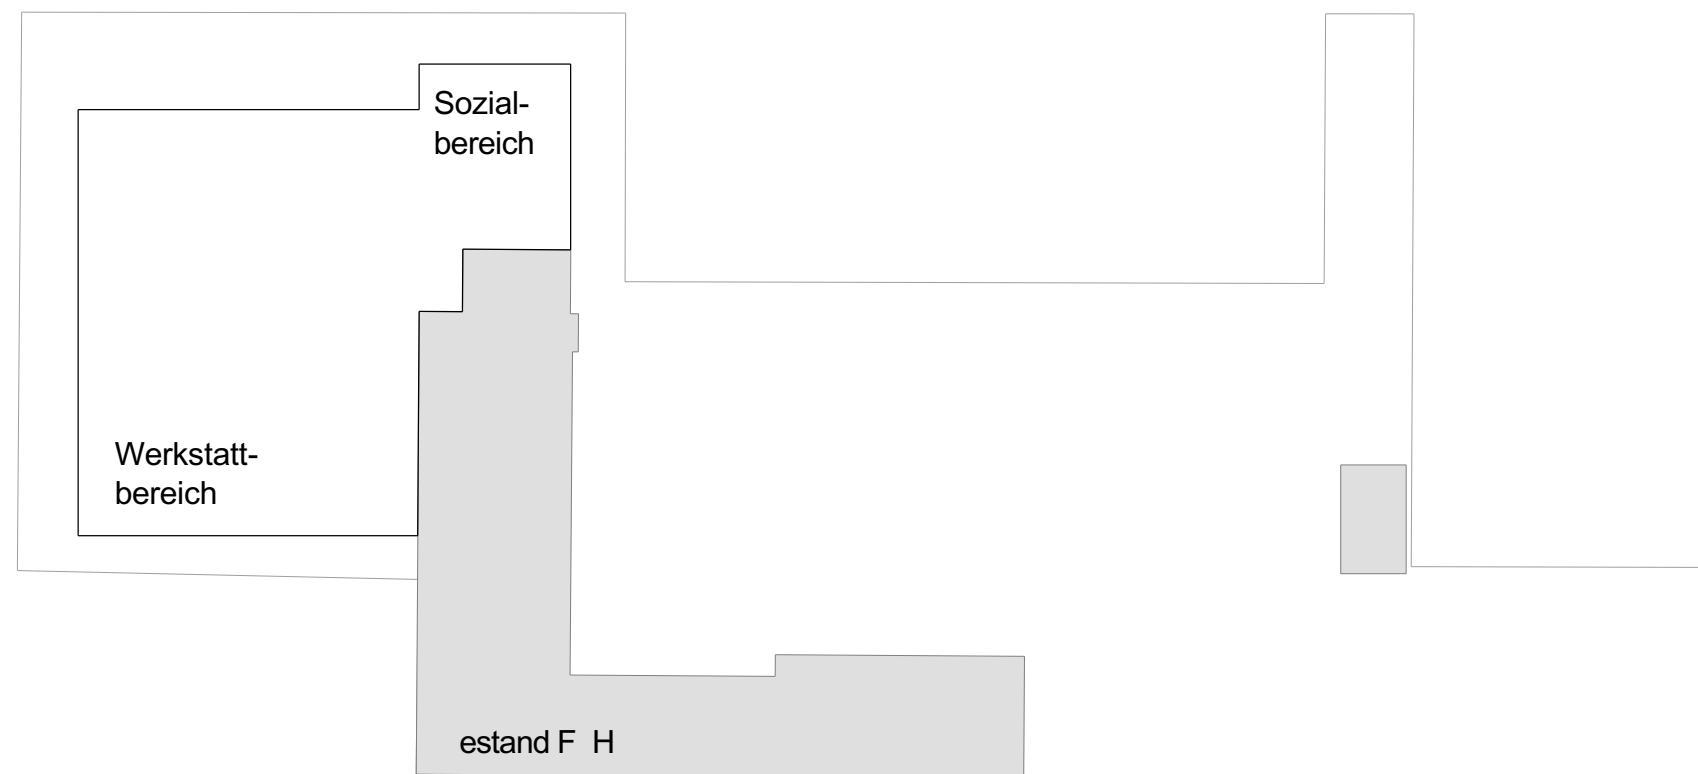 Sozial-
bereich
Werkstatt-
bereich
estand F H